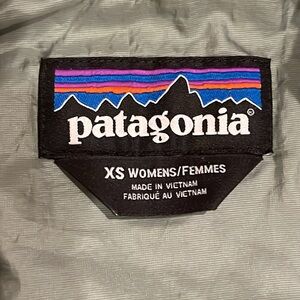 patagonia®
XS WOMENS/FEMMES
MADE IN VIETNAM
FABRIQUÉ AU VIETNAM